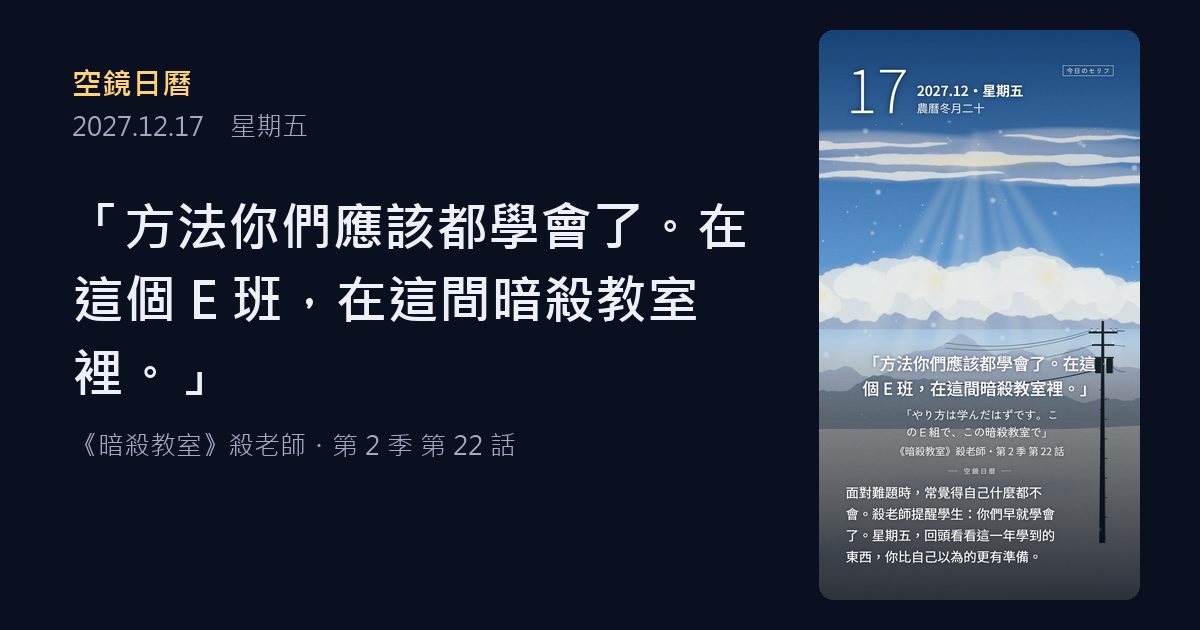 空鏡日曆
2027.12.17　星期五
「方法你們應該都學會了。在
這個 E 班，在這間暗殺教室
裡。」
《暗殺教室》殺老師・第 2 季 第 22 話
17
2027.12・星期五
農曆冬月二十
今日のセリフ
「方法你們應該都學會了。在這
個 E 班，在這間暗殺教室裡。」
「やり方は学んだはずです。こ
のＥ組で、この暗殺教室で」
《暗殺教室》殺老師・第 2 季 第 22 話
— 空鏡日曆 —
面對難題時，常覺得自己什麼都不
會。殺老師提醒學生：你們早就學會
了。星期五，回頭看看這一年學到的
東西，你比自己以為的更有準備。